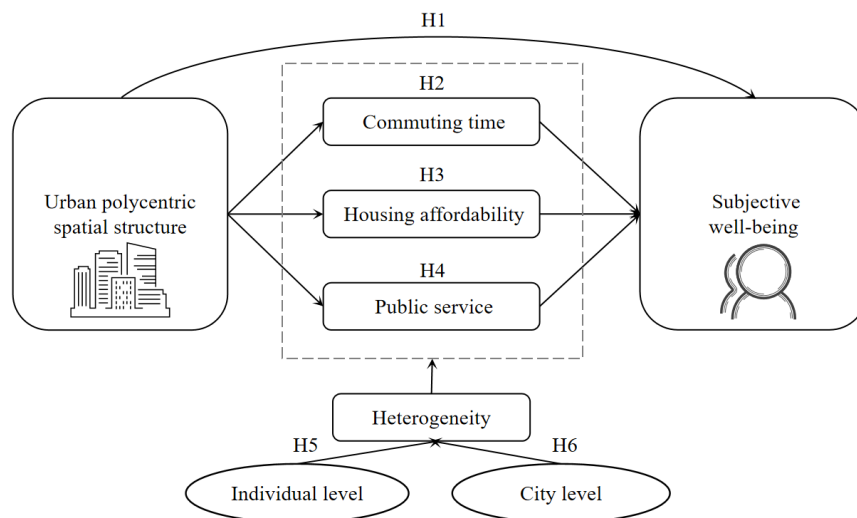 H1
H2
Commuting time
H3
Urban polycentric
spatial structure
Housing affordability
Subjective
well-being
H4
Public service
Heterogeneity
H5
H6
Individual level
City level